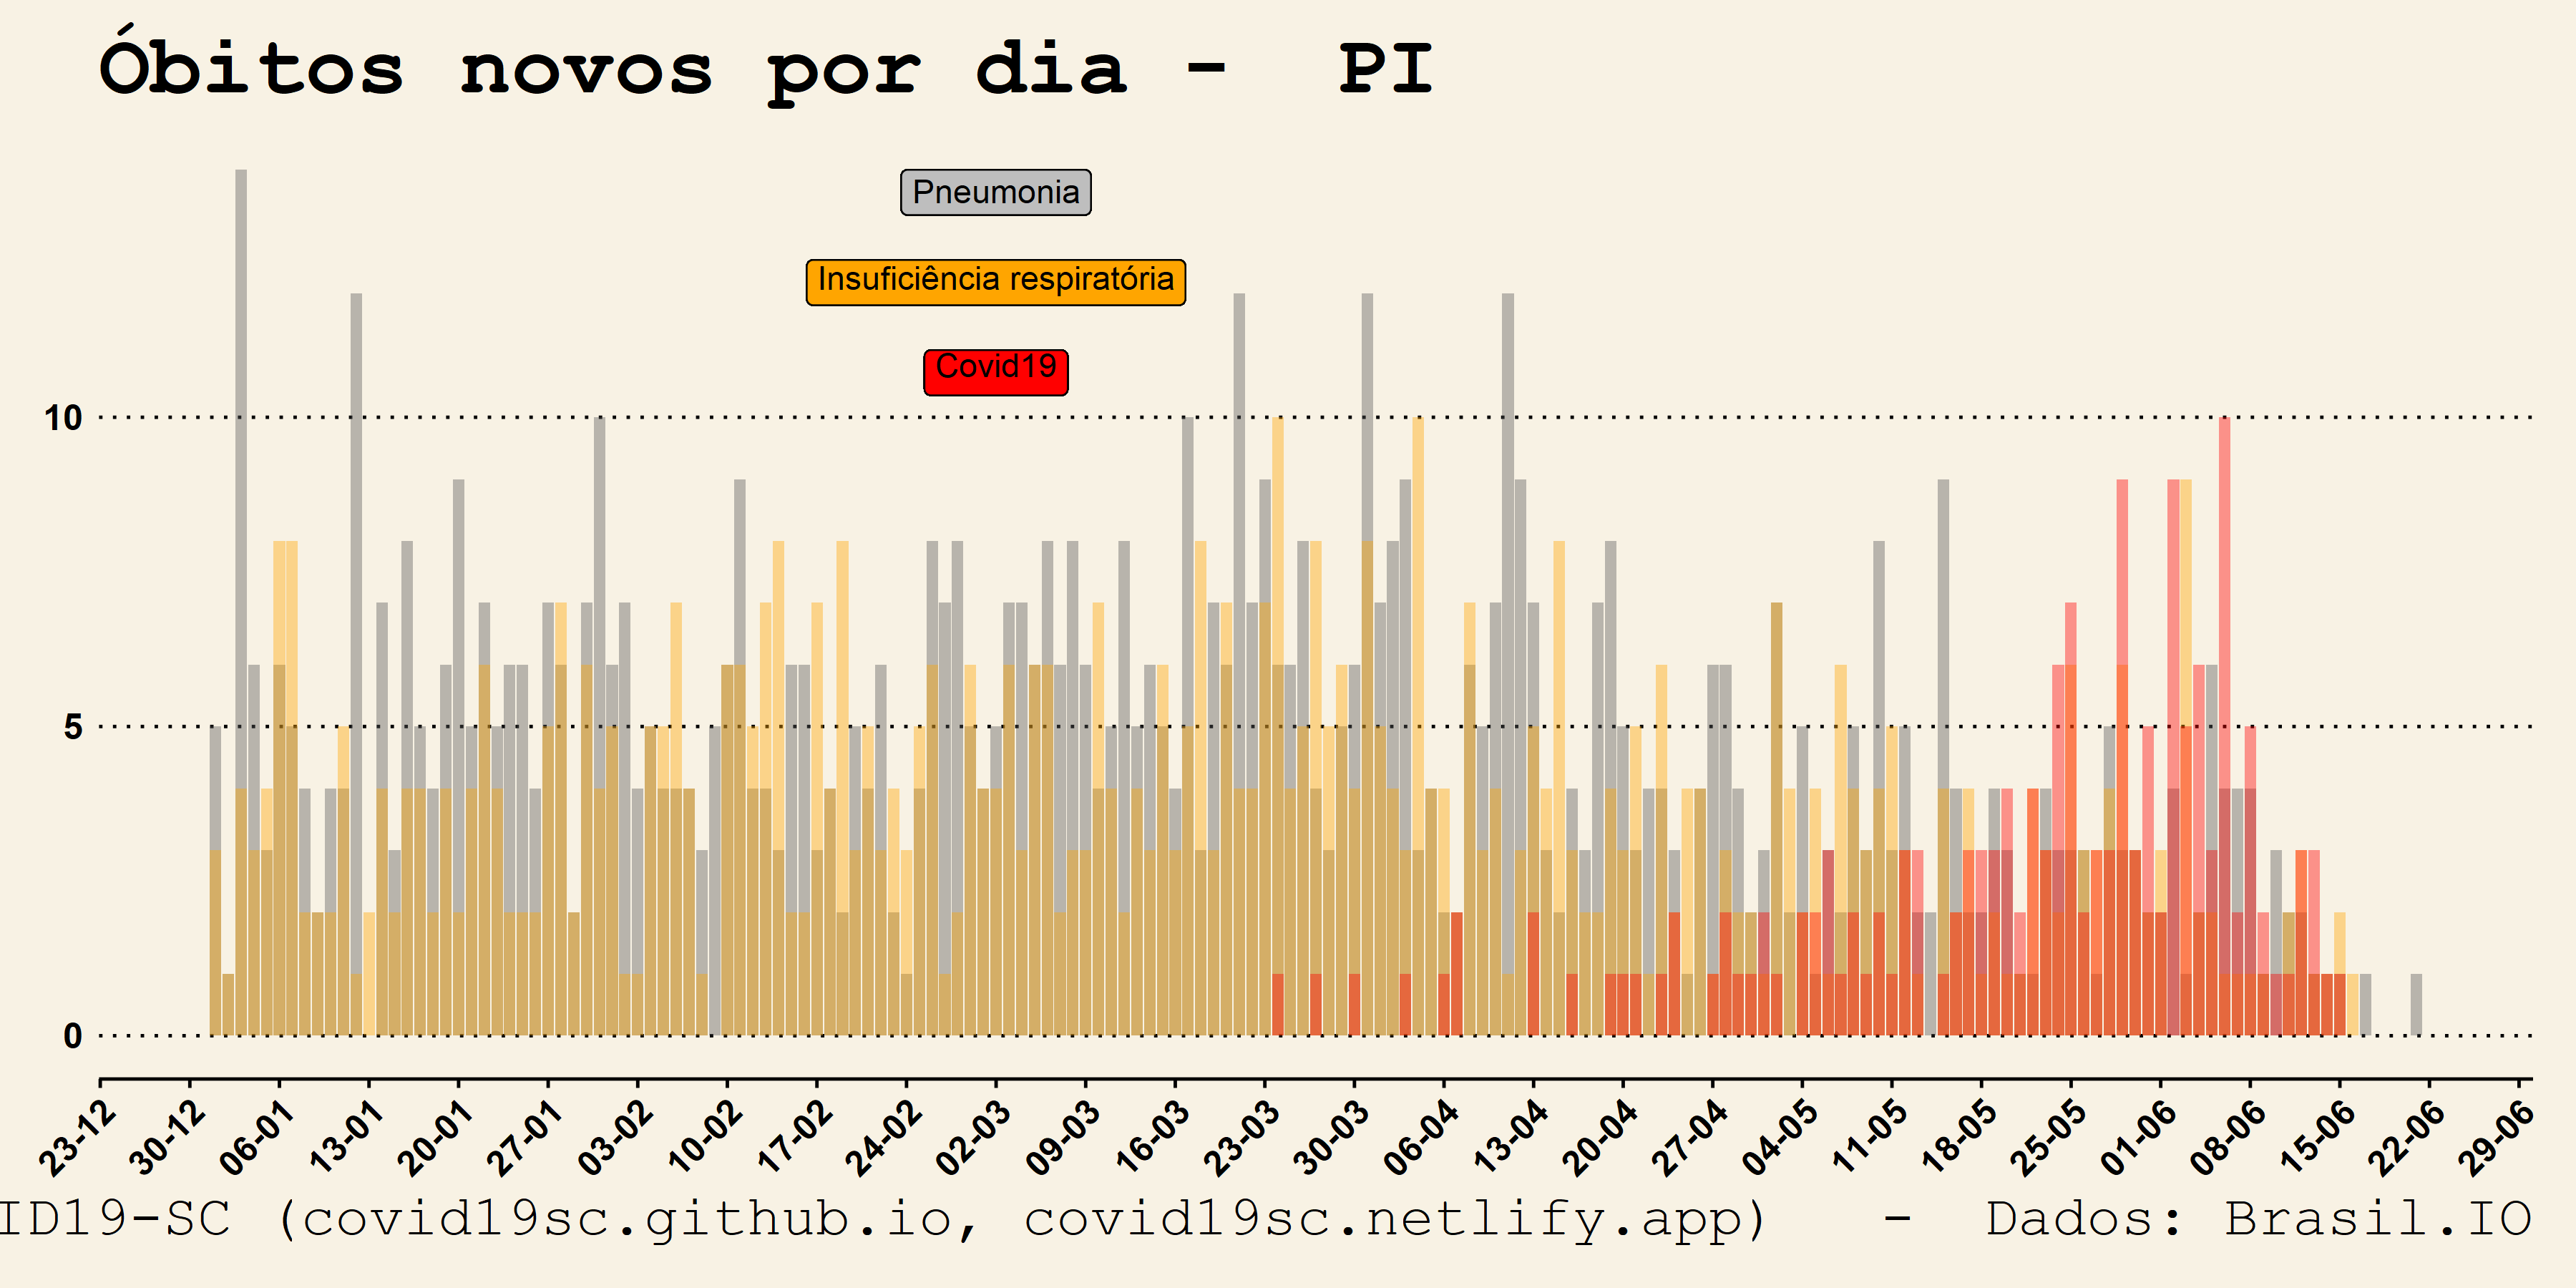 Óbitos novos por dia - PI
Pneumonia
Insuficiência respiratória
Covid19
10
5
0
23-12 30-12 06-01 13-01 20-01 27-01 03-02 10-02 17-02 24-02 02-03 09-03 16-03 23-03 30-03 06-04 13-04 20-04 27-04 04-05 11-05 18-05 25-05 01-06 08-06 15-06 22-06 29-06
ID19-SC (covid19sc.github.io, covid19sc.netlify.app) - Dados: Brasil.IO